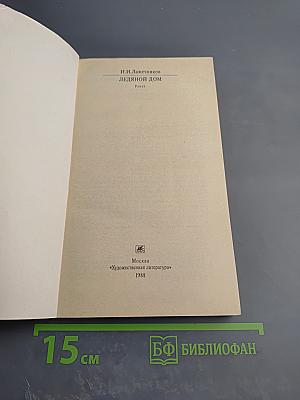 И.И.Лажечников
ЛЕДЯНОЙ ДОМ
Роман
Москва
«Художественная литература»
1988
15 см
БФ БИБЛИОФАН